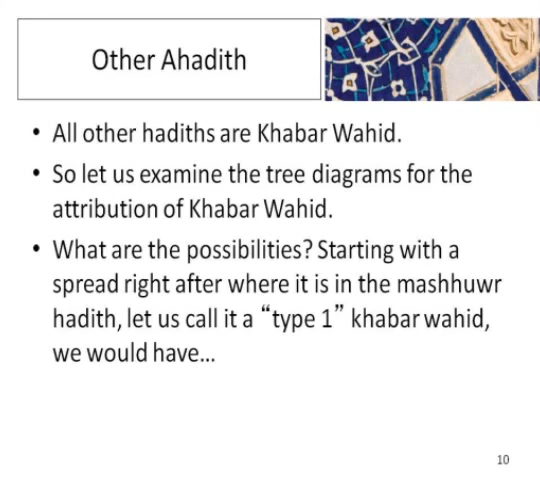 Other Ahadith
• All other hadiths are Khabar Wahid.
• So let us examine the tree diagrams for the
attribution of Khabar Wahid.
• What are the possibilities? Starting with a
spread right after where it is in the mashhuwr
hadith, let us call it a “type 1” khabar wahid,
we would have…
10